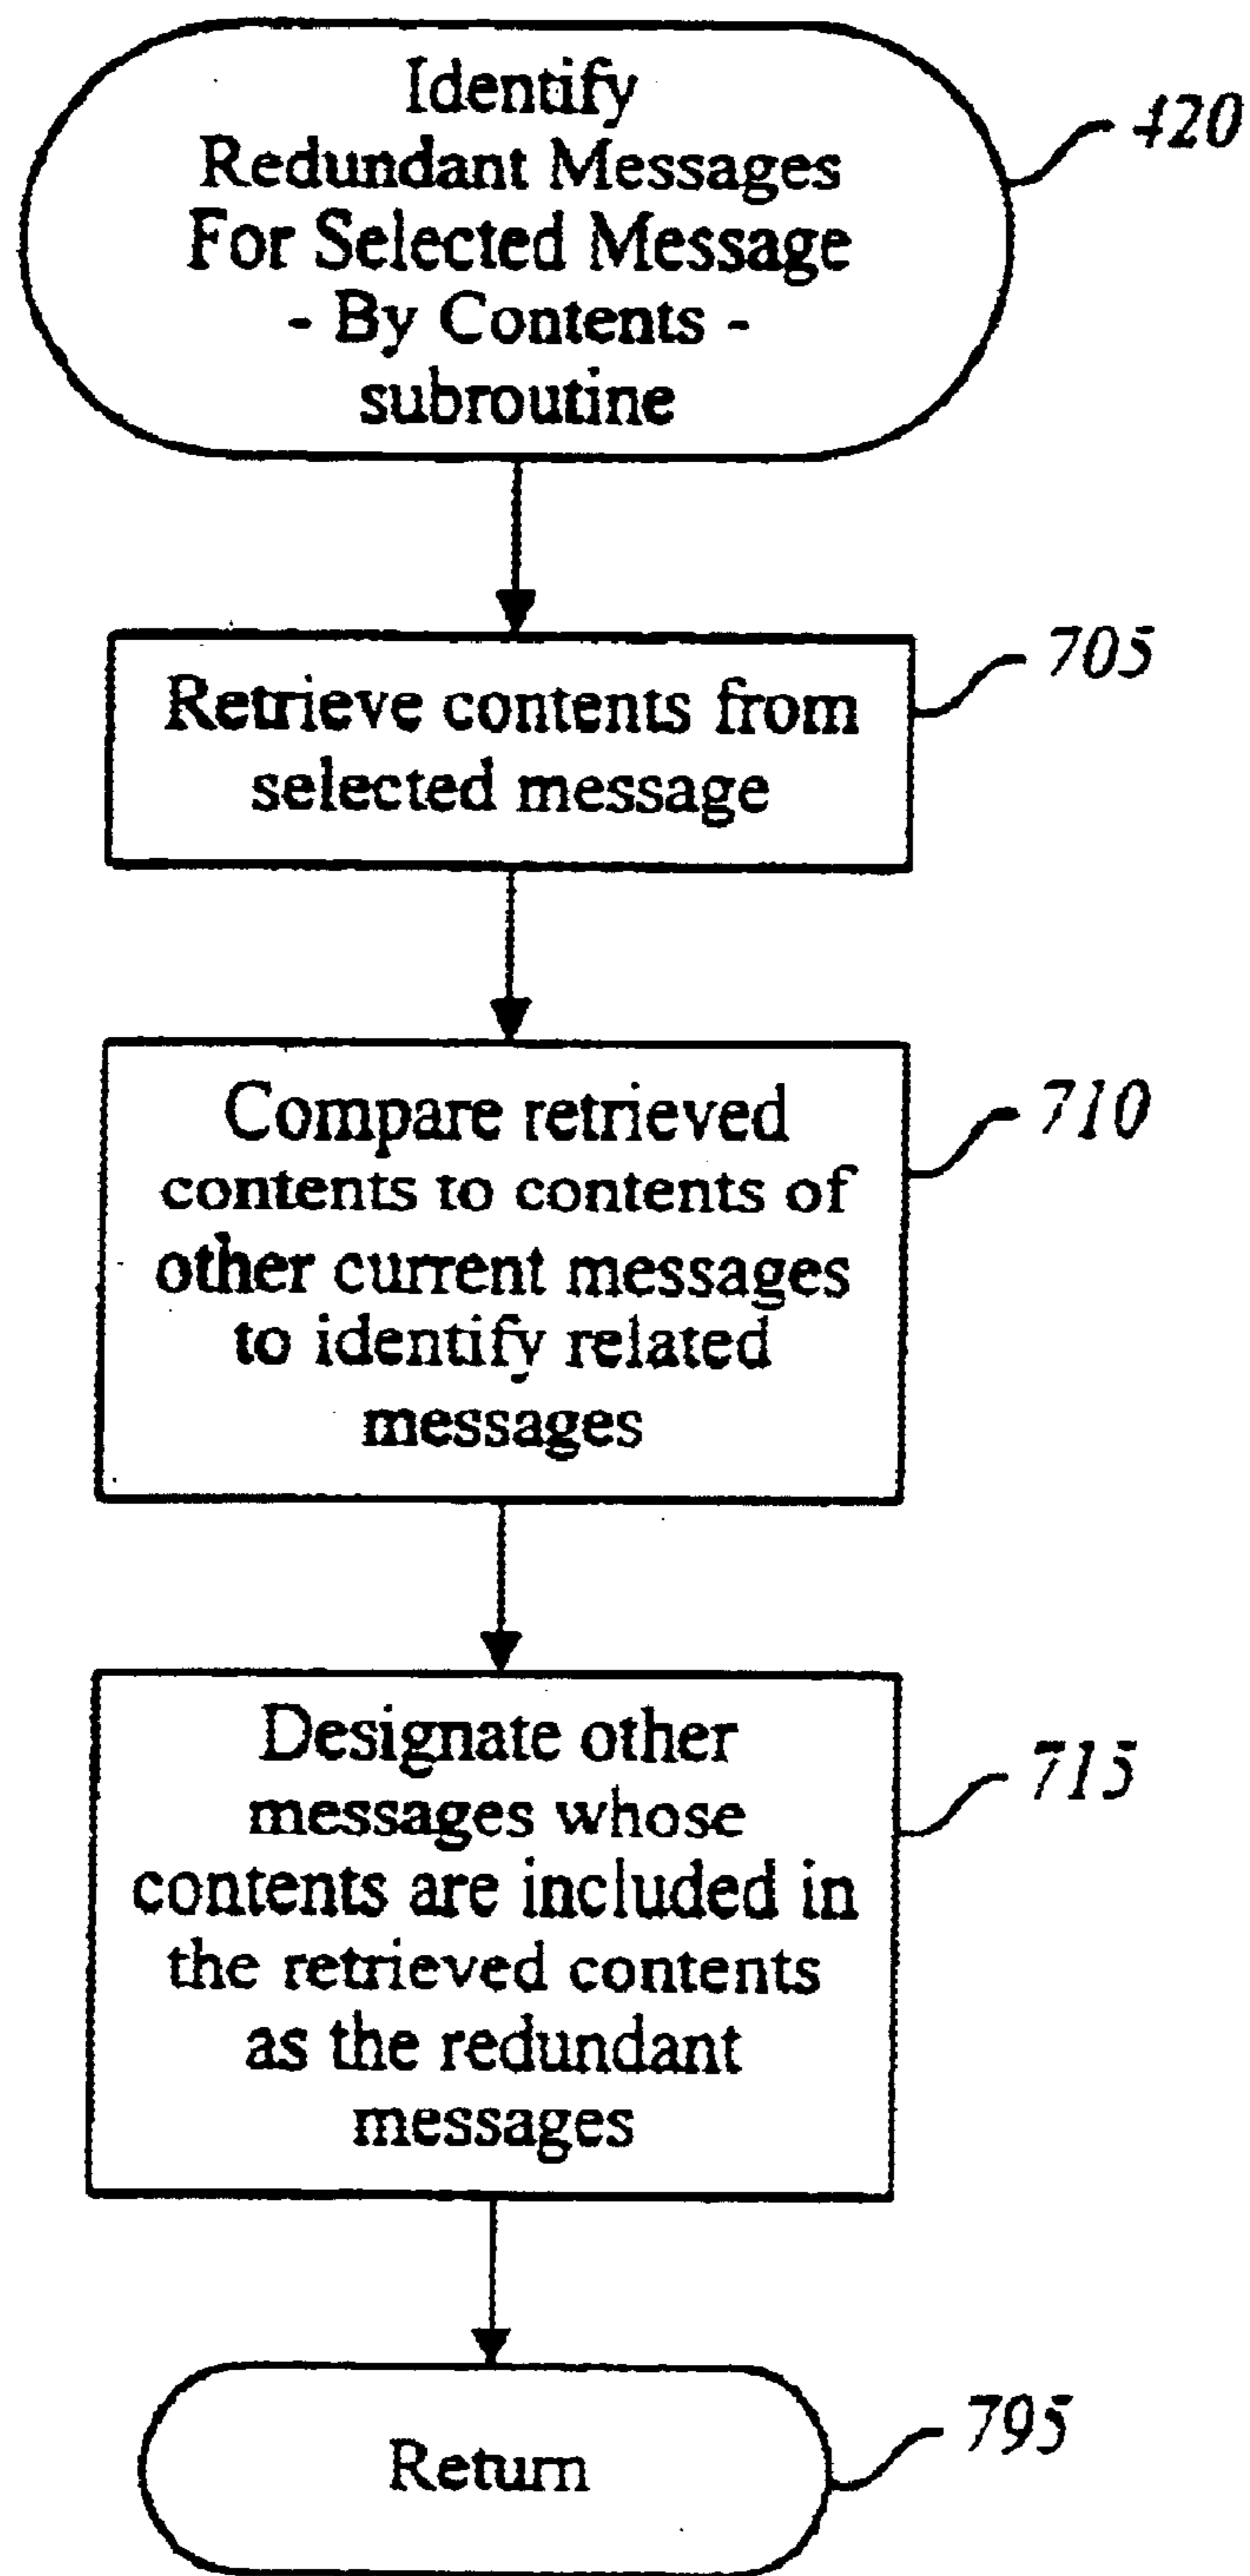 Identify
Redundant Messages
For Selected Message
- By Contents -
subroutine
420
Retrieve contents from
selected message
705
Compare retrieved
contents to contents of
other current messages
to identify related
messages
710
Designate other
messages whose
contents are included in
the retrieved contents
as the redundant
messages
715
Return
795